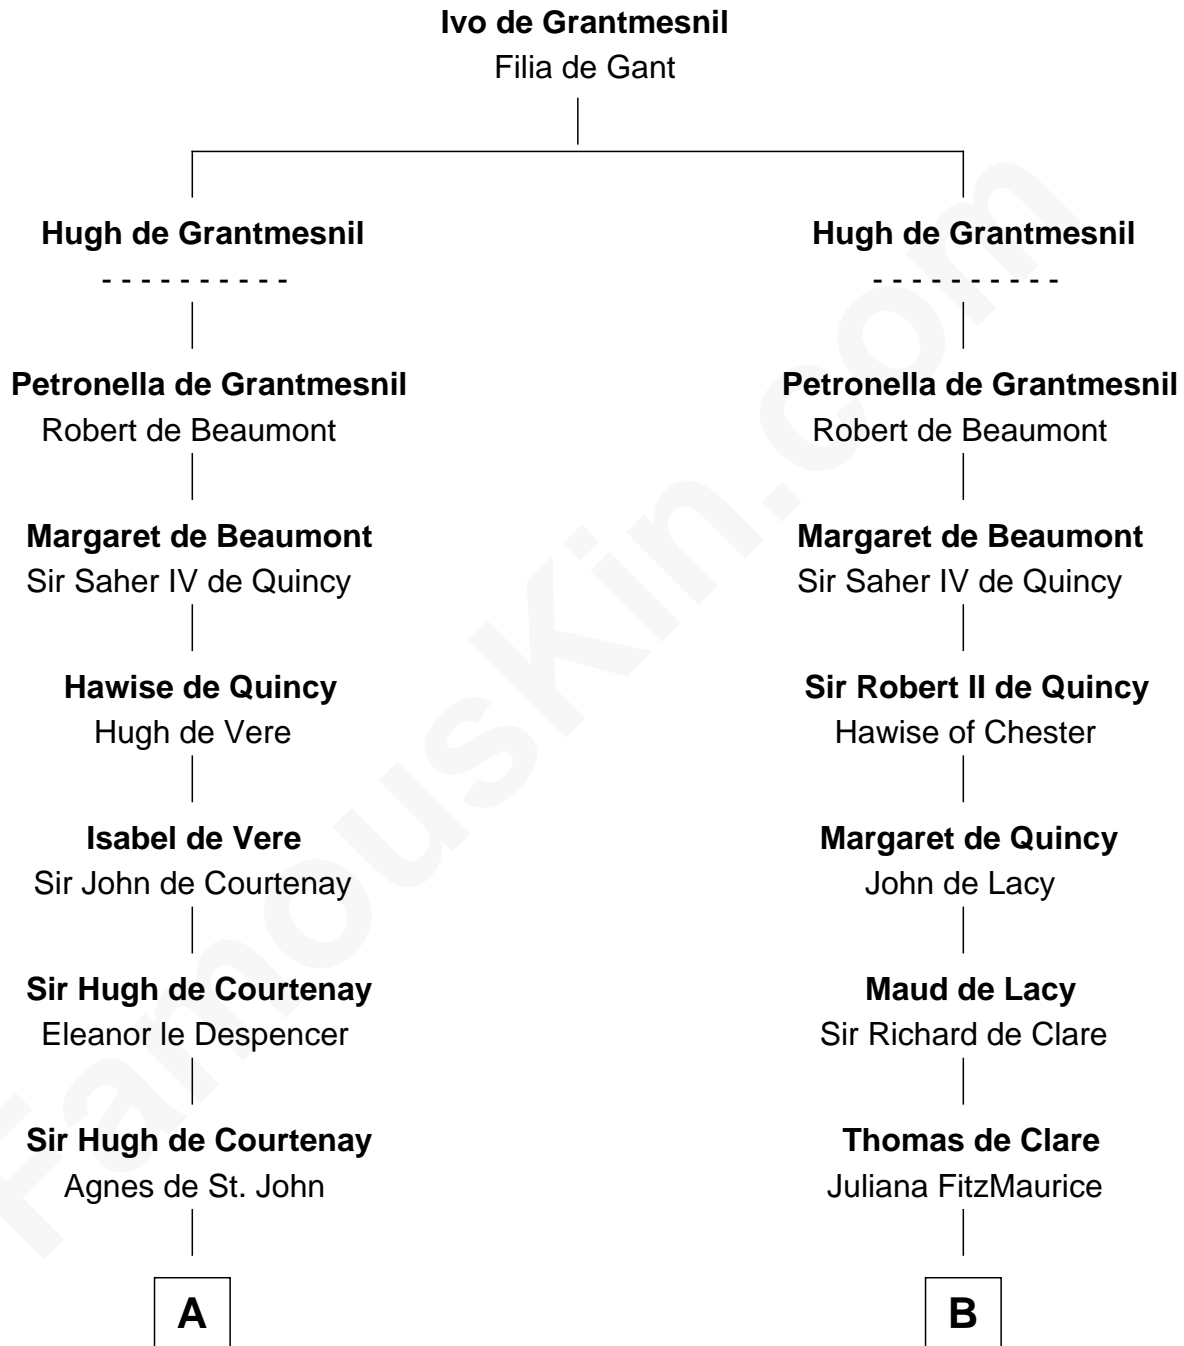 Ivo de Grantmesnil
Filia de Gant
Hugh de Grantmesnil
- - - - - - - - - -
Petronella de Grantmesnil
Robert de Beaumont
Margaret de Beaumont
Sir Saher IV de Quincy
Hawise de Quincy
Hugh de Vere
Isabel de Vere
Sir John de Courtenay
Sir Hugh de Courtenay
Eleanor le Despencer
Sir Hugh de Courtenay
Agnes de St. John
A
Hugh de Grantmesnil
- - - - - - - - - -
Petronella de Grantmesnil
Robert de Beaumont
Margaret de Beaumont
Sir Saher IV de Quincy
Sir Robert II de Quincy
Hawise of Chester
Margaret de Quincy
John de Lacy
Maud de Lacy
Sir Richard de Clare
Thomas de Clare
Juliana FitzMaurice
B
FamousKin.com